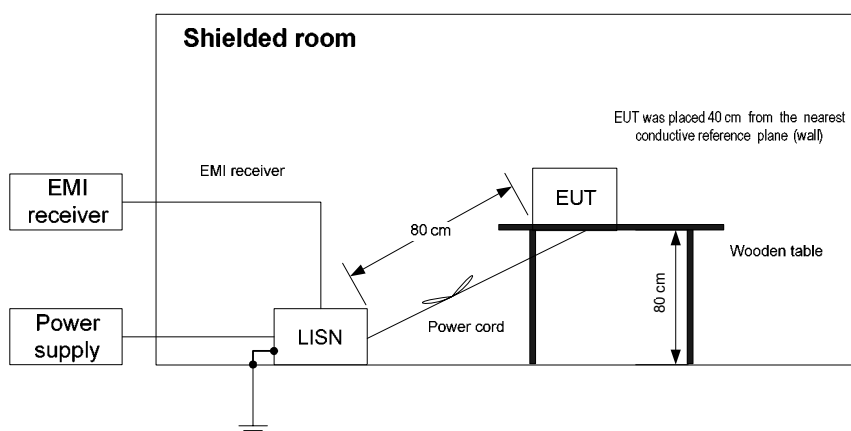 Shielded room
EUT was placed 40 cm from the nearest
conductive reference plane (wall)
EMI receiver
EMI
receiver
EUT
80 cm
Wooden table
80 cm
Power
supply
LISN
Power cord